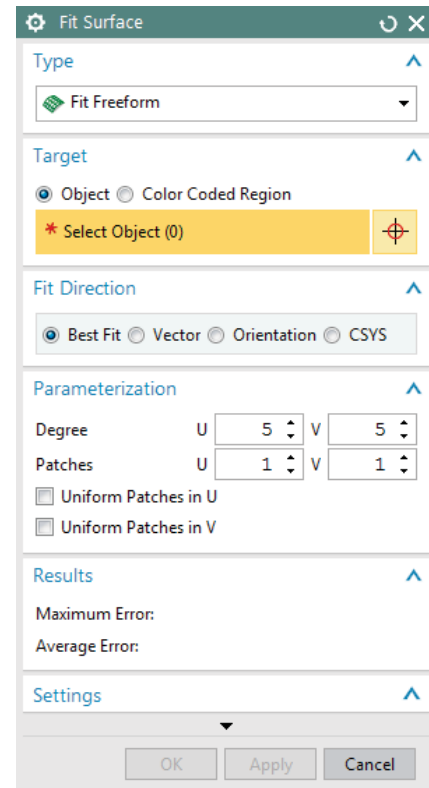 Fit Surface
Type
Fit Freeform
Target
Object Color Coded Region
* Select Object (0)
Fit Direction
Best Fit Vector Orientation CSYS
Parameterization
Degree U 5 V 5
Patches U 1 V 1
Uniform Patches in U
Uniform Patches in V
Results
Maximum Error:
Average Error:
Settings
OK Apply Cancel